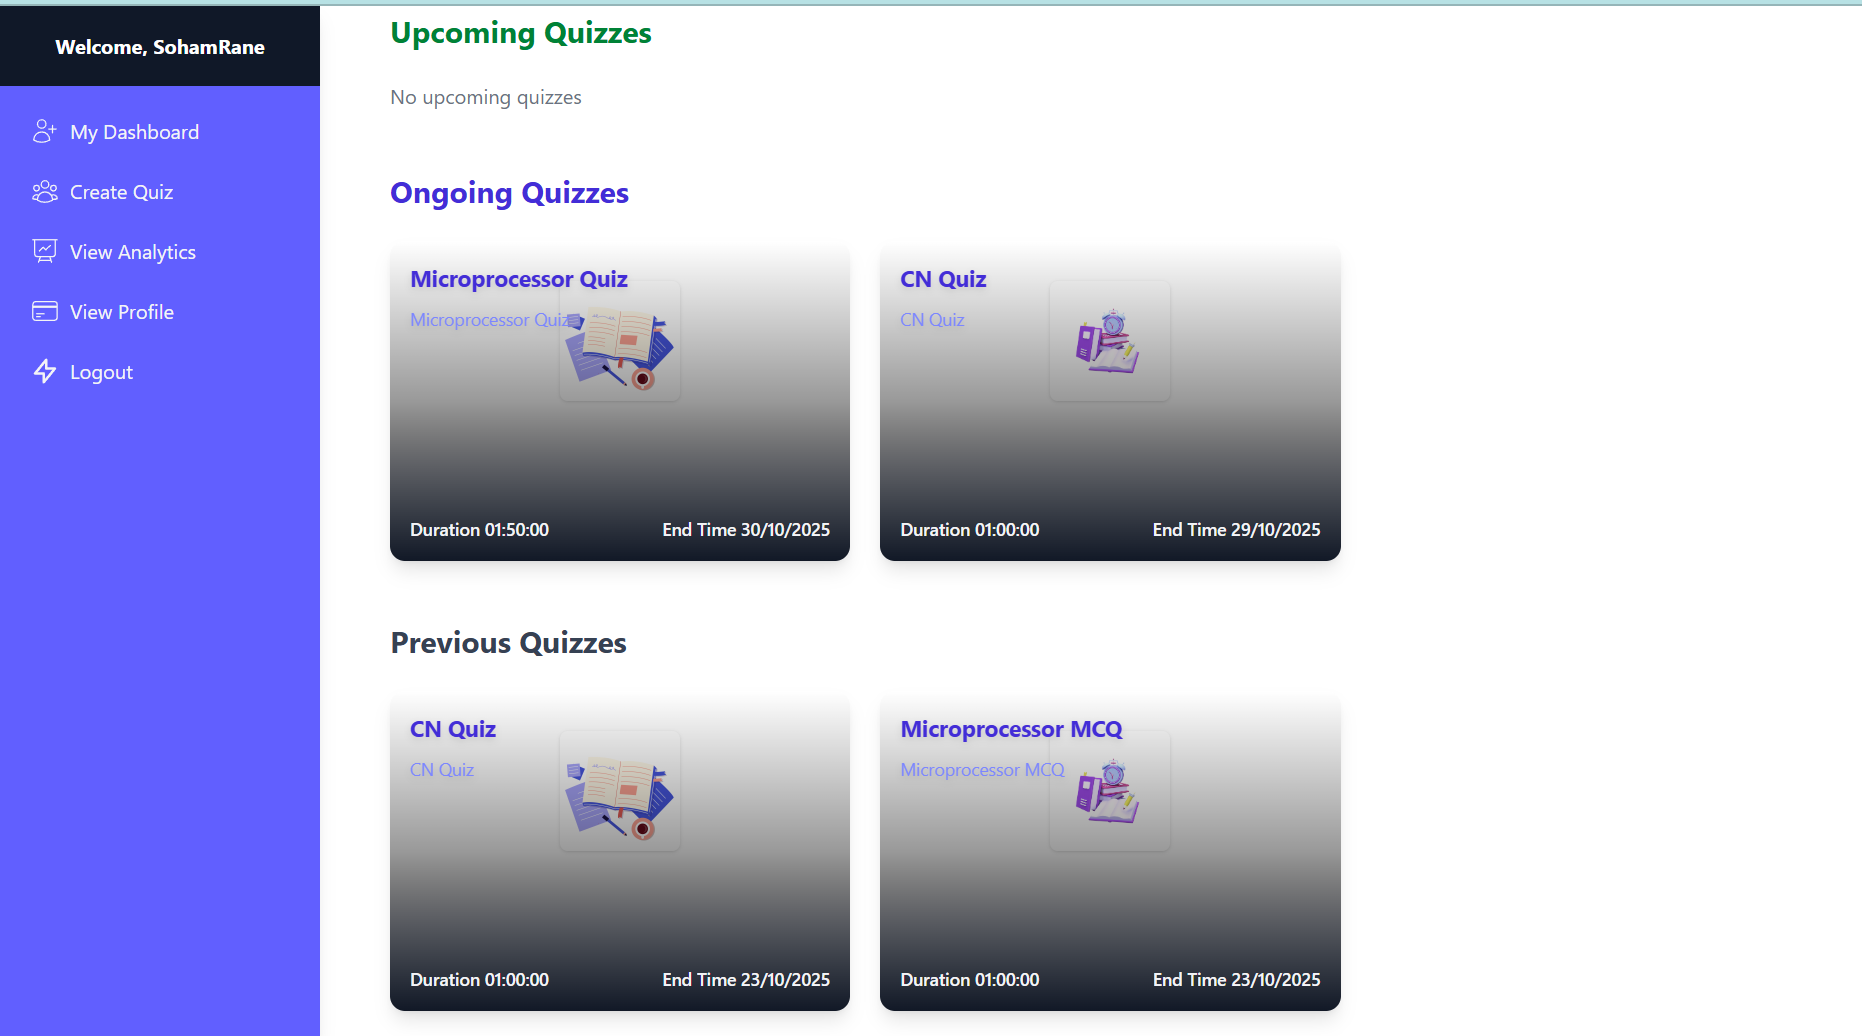 Welcome, SohamRane
My Dashboard
Create Quiz
View Analytics
View Profile
Logout
Upcoming Quizzes
No upcoming quizzes
Ongoing Quizzes
Microprocessor Quiz
Microprocessor Quiz
Duration 01:50:00
End Time 30/10/2025
CN Quiz
CN Quiz
Duration 01:00:00
End Time 29/10/2025
Previous Quizzes
CN Quiz
CN Quiz
Duration 01:00:00
End Time 23/10/2025
Microprocessor MCQ
Microprocessor MCQ
Duration 01:00:00
End Time 23/10/2025